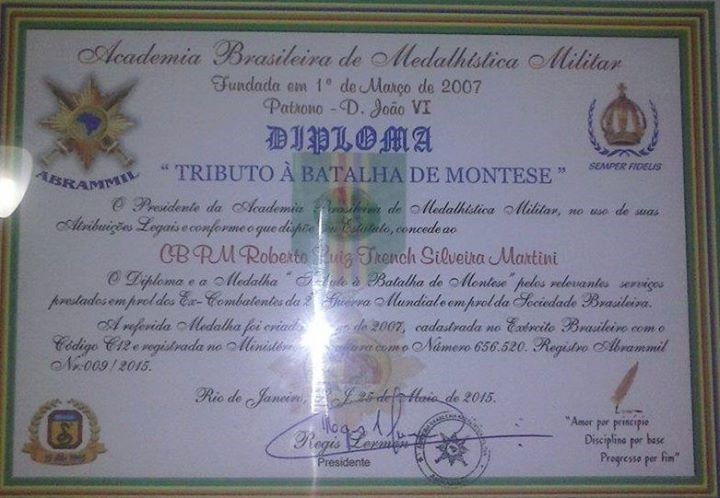 Academia Brasileira de Medalhística Militar
Fundada em 1º de Março de 2007
Patrono - D. João VI
DIPLOMA
ABRAMMIL
SEMPER FIDELIS
“ TRIBUTO À BATALHA DE MONTESE ”
O Presidente da Academia Brasileira de Medalhística Militar, no uso de suas
Atribuições Legais e conforme o que Estatuto, concede ao
CB PM Roberto Ruiz Trench Silveira Martini
O Diploma e a Medalha “ à Batalha de Montese” pelos relevantes serviços
prestados em prol dos Ex-Combatentes da Guerra Mundial e em prol da Sociedade Brasileira.
A referida Medalha foi de 2007, cadastrada no Exército Brasileiro com o
Código C12 e registrada no com o Número 656.520. Registro Abrammil
Nr:009/2015.
Rio de Janeiro, 25 de Maio de 2015.
Regis
Presidente
“Amor por princípio
Disciplina por base
Progresso por fim”